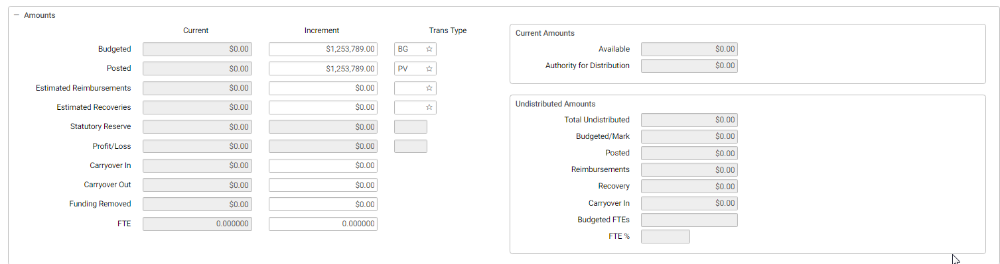 Amounts
Current Increment Trans Type
Budgeted $0.00 $1,253,789.00 BG
Posted $0.00 $1,253,789.00 PV
Estimated Reimbursements $0.00 $0.00
Estimated Recoveries $0.00 $0.00
Statutory Reserve $0.00 $0.00
Profit/Loss $0.00 $0.00
Carryover In $0.00 $0.00
Carryover Out $0.00 $0.00
Funding Removed $0.00 $0.00
FTE 0.000000 0.000000
Current Amounts
Available $0.00
Authority for Distribution $0.00
Undistributed Amounts
Total Undistributed $0.00
Budgeted/Mark $0.00
Posted $0.00
Reimbursements $0.00
Recovery $0.00
Carryover In $0.00
Budgeted FTEs
FTE %